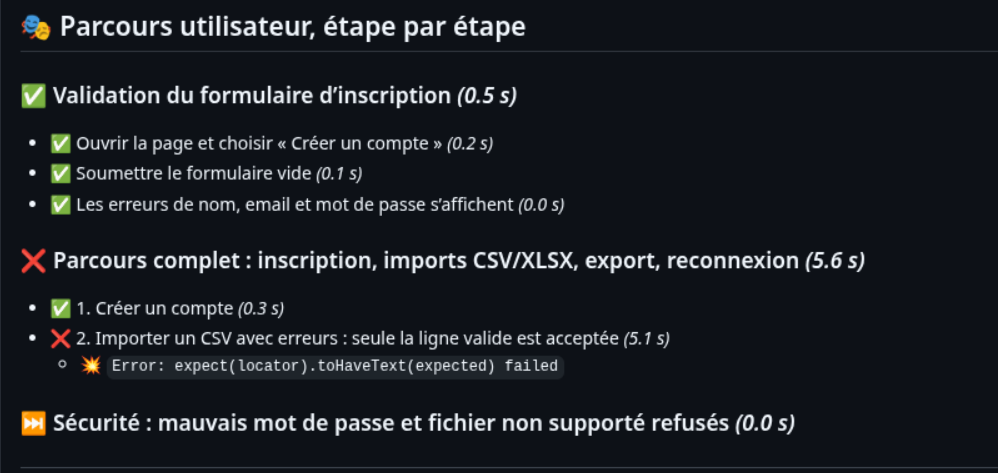 🎭 Parcours utilisateur, étape par étape
✅ Validation du formulaire d’inscription (0.5 s)
• ✅ Ouvrir la page et choisir « Créer un compte » (0.2 s)
• ✅ Soumettre le formulaire vide (0.1 s)
• ✅ Les erreurs de nom, email et mot de passe s’affichent (0.0 s)
❌ Parcours complet : inscription, imports CSV/XLSX, export, reconnexion (5.6 s)
• ✅ 1. Créer un compte (0.3 s)
• ❌ 2. Importer un CSV avec erreurs : seule la ligne valide est acceptée (5.1 s)
◦ 💥 Error: expect(locator).toHaveText(expected) failed
⏭️ Sécurité : mauvais mot de passe et fichier non supporté refusés (0.0 s)